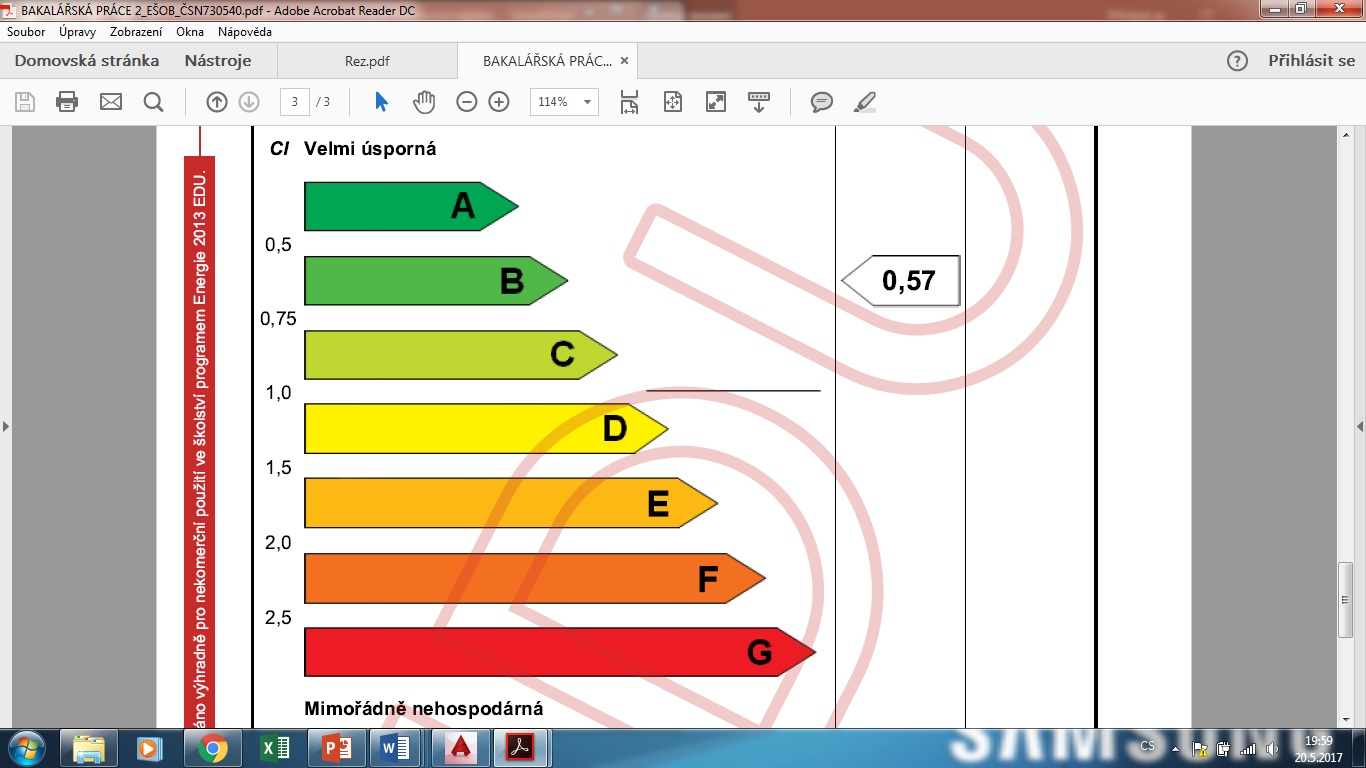 BAKALÁŘSKÁ PRÁCE 2_EŠOB_ČSN730540.pdf - Adobe Acrobat Reader DC
Soubor Úpravy Zobrazení Okna Nápověda
Domovská stránka Nástroje Rez.pdf BAKALÁŘSKÁ PRÁC... × Přihlásit se
3 / 3 114%
áno výhradně pro nekomerční použití ve školství programem Energie 2013 EDU.
CI Velmi úsporná
A
0,5
B 0,57
0,75
C
1,0
D
1,5
E
2,0
F
2,5
G
Mimořádně nehospodárná
SAMSUNG
CS 19:59
20.5.2017